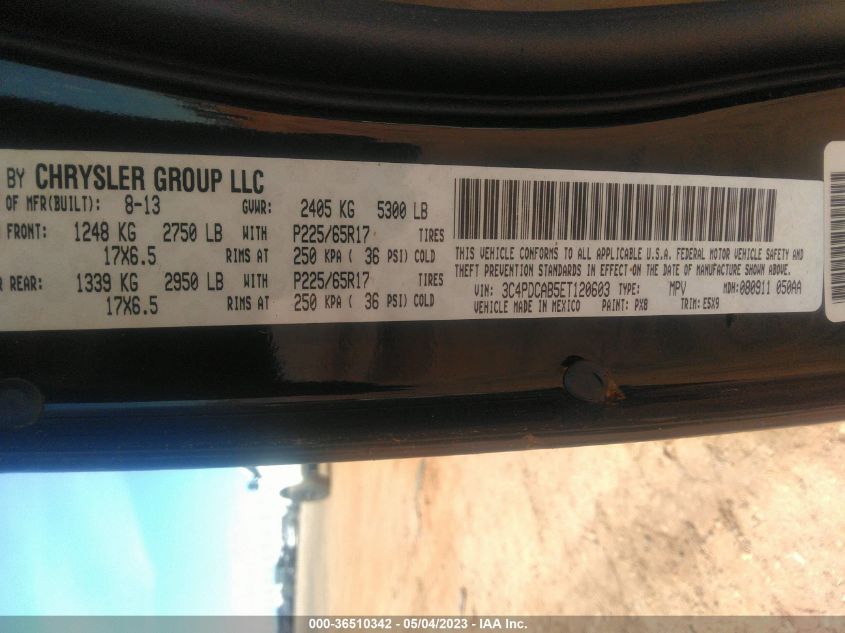 BY CHRYSLER GROUP LLC
OF MFR(BUILT): 8-13 GVWR: 2405 KG 5300 LB
FRONT: 1248 KG 2750 LB WITH P225/65R17 TIRES
17X6.5 RIMS AT 250 KPA ( 36 PSI) COLD
REAR: 1339 KG 2950 LB WITH P225/65R17 TIRES
17X6.5 RIMS AT 250 KPA ( 36 PSI) COLD
THIS VEHICLE CONFORMS TO ALL APPLICABLE U.S.A. FEDERAL MOTOR VEHICLE SAFETY AND
THEFT PREVENTION STANDARDS IN EFFECT ON THE DATE OF MANUFACTURE SHOWN ABOVE.
VIN: 3C4PDCAB5ET120603 TYPE: MPV MDH: 080911 050AA
VEHICLE MADE IN MEXICO PAINT: PX8 TRIM: E5X9
000-36510342 - 05/04/2023 - IAA Inc.